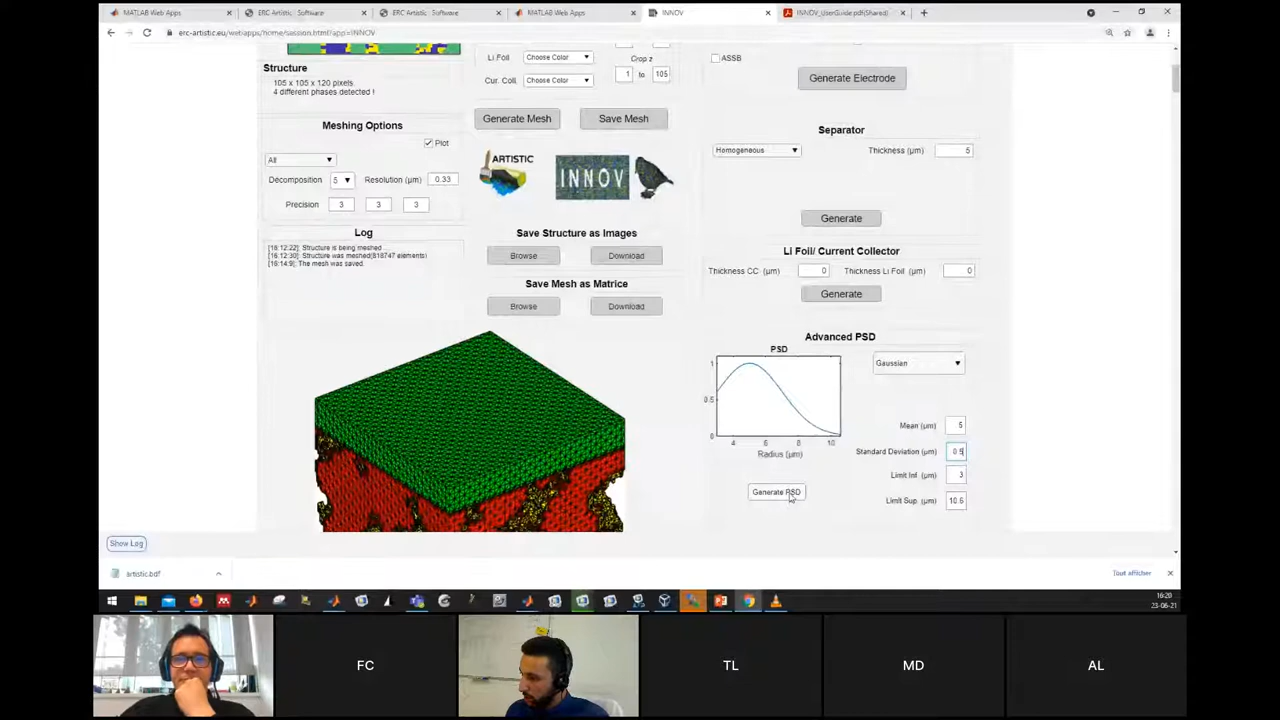 MATLAB Web Apps
ERC Artistic : Software
ERC Artistic : Software
MATLAB Web Apps
INNOV
INNOV_UserGuide.pdf(Shared)
erc-artistic.eu/webapps/home/session.html?app=INNOV
Structure
105 x 105 x 120 pixels
4 different phases detected !
Li Foil
Choose Color
Crop z
Cur. Coll.
Choose Color
1
to
105
ASSB
Generate Electrode
Generate Mesh
Save Mesh
Meshing Options
Plot
All
Décomposition
5
Resolution (μm)
0.33
Precision
3
3
3
ARTISTIC
INNOV
Separator
Homogeneous
Thickness (μm)
5
Generate
Log
[16:12:22]: Structure is being meshed ...
[16:12:30]: Structure was meshed(818747 elements)
[16:14:9]: The mesh was saved.
Save Structure as Images
Browse
Download
Save Mesh as Matrice
Browse
Download
Li Foil/ Current Collector
Thickness CC (μm)
0
Thickness Li Foil (μm)
0
Generate
Advanced PSD
PSD
1
0.5
0
4
6
8
10
Radius (μm)
Gaussian
Mean (μm)
5
Standard Deviation (μm)
0.5
Limit Inf. (μm)
3
Limit Sup. (μm)
10.6
Generate PSD
Show Log
artistic.bdf
Tout afficher
16:20
23-06-21
FC
TL
MD
AL